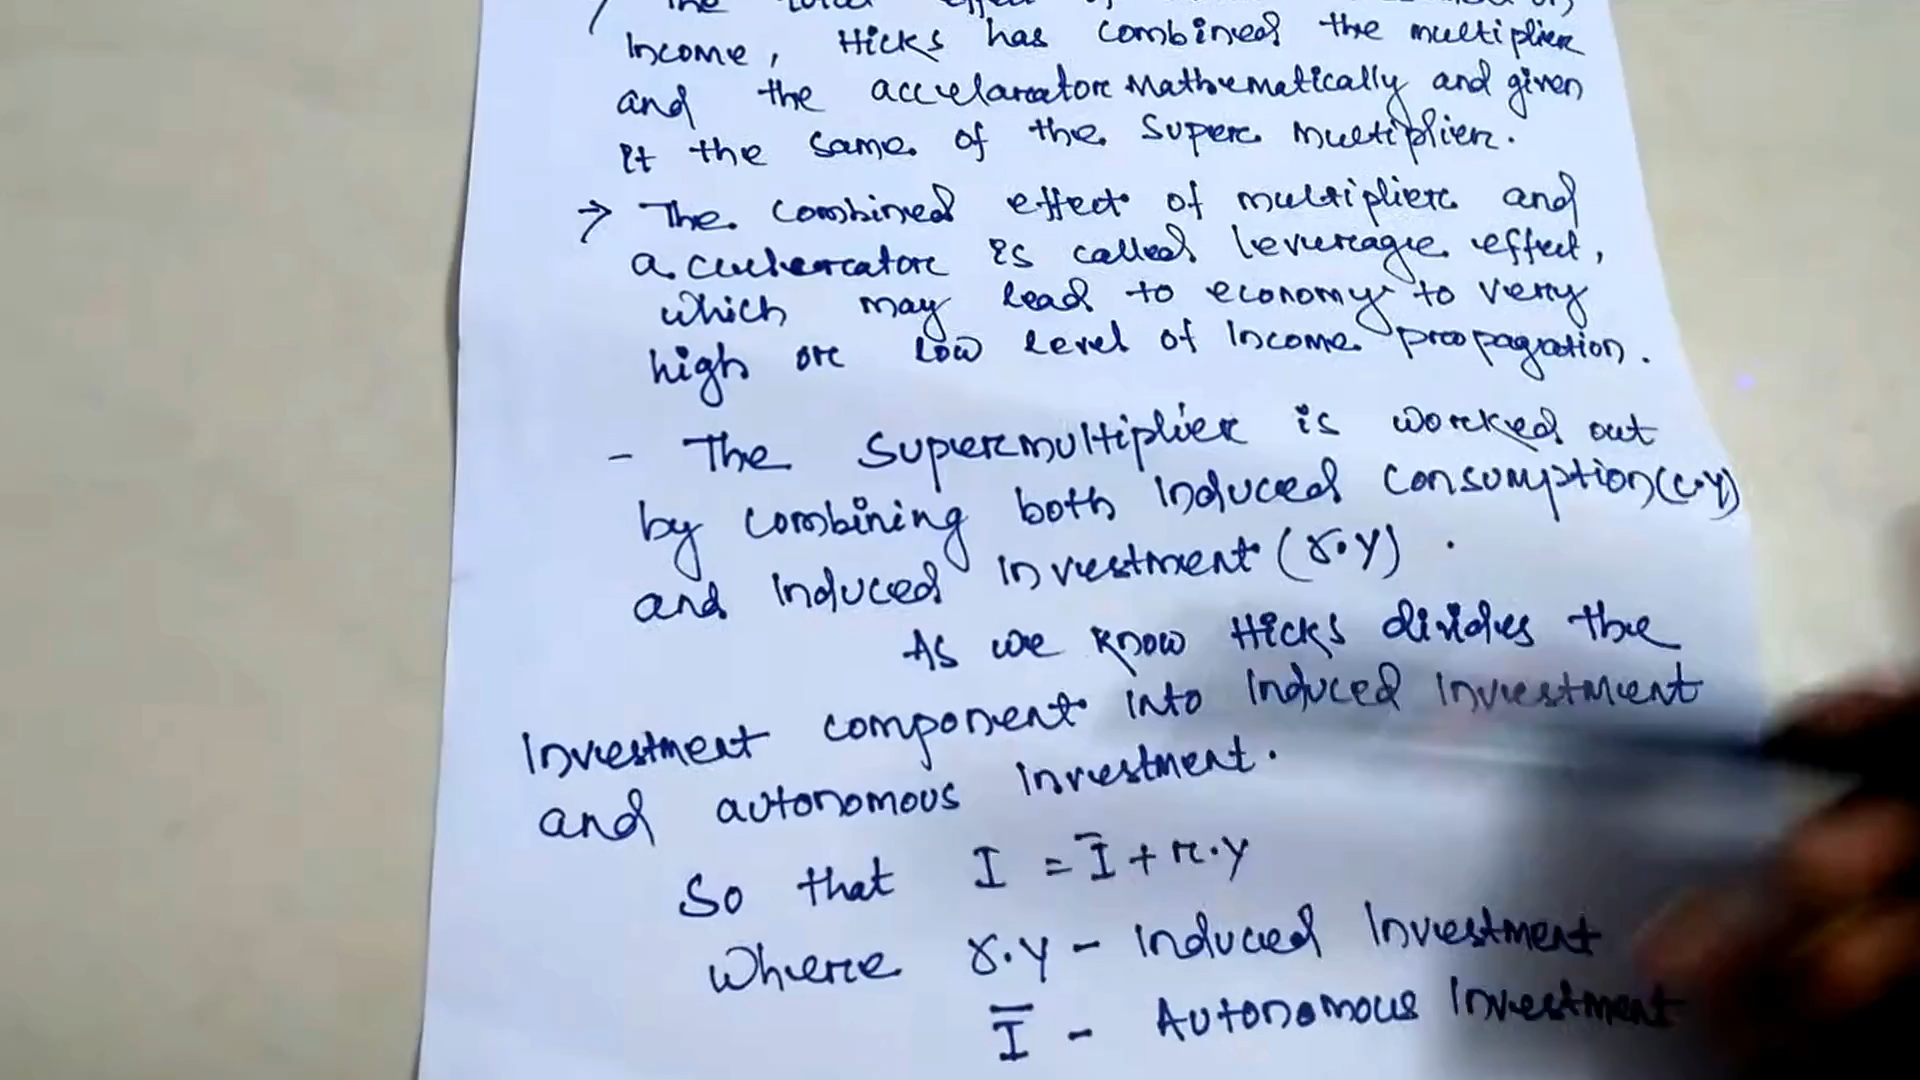 The
Income, Hicks has combined the multiplier
and the accelarator Mathematically and given
it the same of the Super multiplier.
→ The combined effect of multiplier and
accelerator is called leverage effect,
which may lead to economy to very
high or low level of Income propagation.
- The Supermultiplier is worked out
by combining both Induced Consumption (c.y)
and Induced Investment (r.y).
As we know Hicks divides the
Investment component into Induced Investment
and autonomous Investment.
So that I = Ī + r.y
Where r.y - Induced Investment
Ī - Autonomous Investment